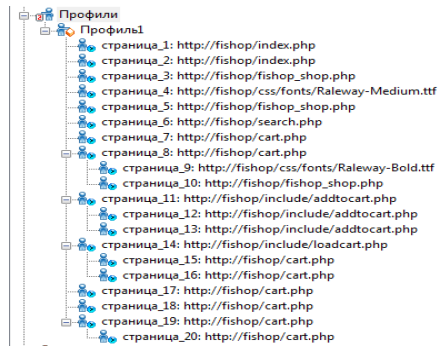 Профили
Профиль1
страница_1: http://fishop/index.php
страница_2: http://fishop/index.php
страница_3: http://fishop/fishop_shop.php
страница_4: http://fishop/css/fonts/Raleway-Medium.ttf
страница_5: http://fishop/fishop_shop.php
страница_6: http://fishop/search.php
страница_7: http://fishop/cart.php
страница_8: http://fishop/cart.php
страница_9: http://fishop/css/fonts/Raleway-Bold.ttf
страница_10: http://fishop/fishop_shop.php
страница_11: http://fishop/include/addtocart.php
страница_12: http://fishop/include/addtocart.php
страница_13: http://fishop/include/addtocart.php
страница_14: http://fishop/include/loadcart.php
страница_15: http://fishop/cart.php
страница_16: http://fishop/cart.php
страница_17: http://fishop/cart.php
страница_18: http://fishop/cart.php
страница_19: http://fishop/cart.php
страница_20: http://fishop/cart.php